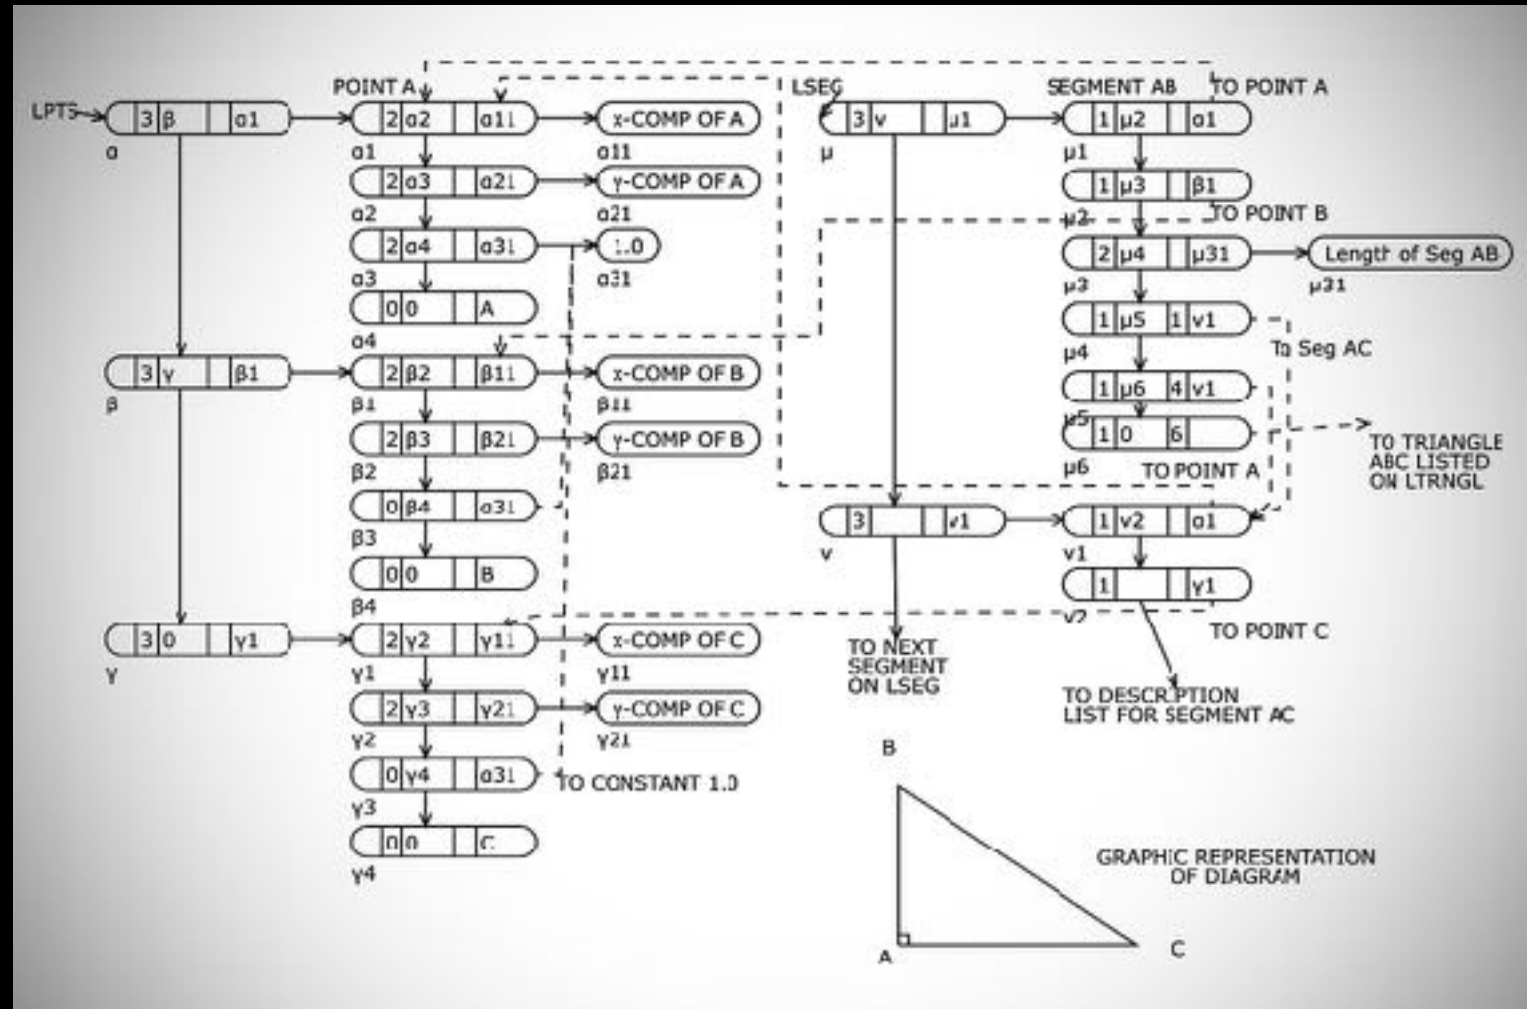 POINT A
LSEG
SEGMENT AB
TO POINT A
LPTS
3 β α1
2 α2 α11
x-COMP OF A
3 ν μ1
1 μ2 α1
α
α1
α11
μ
μ1
2 α3 α21
y-COMP OF A
1 μ3 β1
α2
α21
μ2
TO POINT B
2 α4 α31
1.0
2 μ4 μ31
Length of Seg AB
α3
α31
μ3
μ31
0 0 A
1 μ5 1 ν1
α4
μ4
To Seg AC
3 γ β1
2 β2 β11
x-COMP OF B
1 μ6 4 ν1
β
β1
β11
μ5
2 β3 β21
y-COMP OF B
1 0 6
TO TRIANGLE
ABC LISTED
ON LTRNGL
β2
β21
μ6
TO POINT A
0 β4 α31
3 ν1
1 ν2 α1
β3
ν
ν1
0 0 B
1 γ1
β4
ν2
TO POINT C
3 0 γ1
2 γ2 γ11
x-COMP OF C
TO NEXT
SEGMENT
ON LSEG
γ
γ1
γ11
2 γ3 γ21
y-COMP OF C
TO DESCRIPTION
LIST FOR SEGMENT AC
γ2
γ21
B
0 γ4 α31
TO CONSTANT 1.0
γ3
0 0 C
γ4
GRAPHIC REPRESENTATION
OF DIAGRAM
A
C